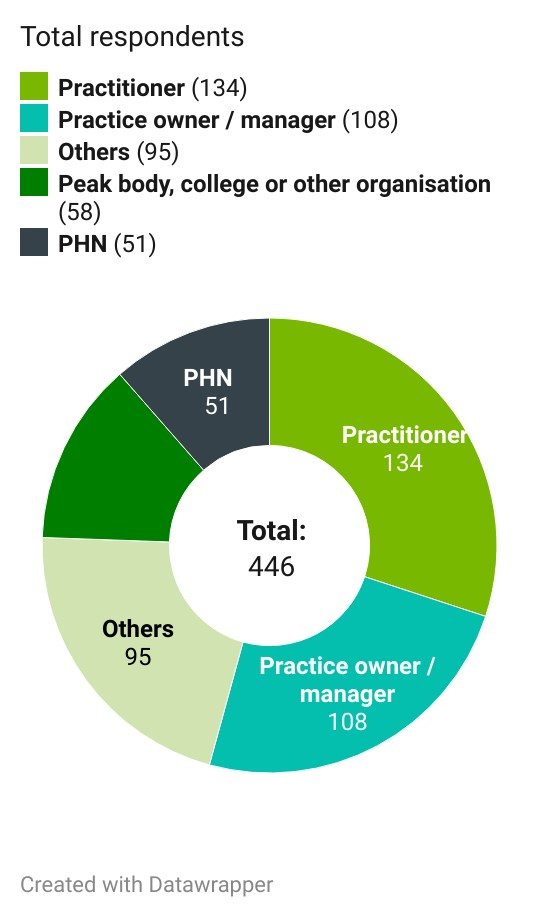 Total respondents
Practitioner (134)
Practice owner / manager (108)
Others (95)
Peak body, college or other organisation
(58)
PHN (51)
PHN
51
Practitioner
134
Total:
446
Others
95
Practice owner /
manager
108
Created with Datawrapper